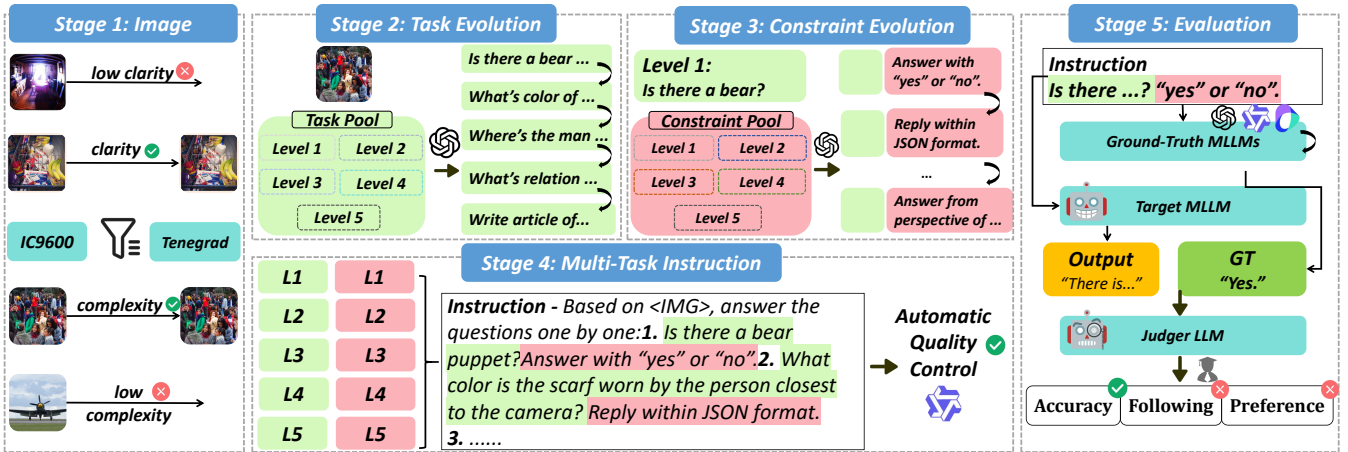 Stage 1: Image
low clarity
clarity
IC9600
Tenegrad
complexity
low
complexity
Stage 2: Task Evolution
Task Pool
Level 1
Level 2
Level 3
Level 4
Level 5
Is there a bear ...
What's color of ...
Where's the man ...
What's relation ...
Write article of...
Stage 3: Constraint Evolution
Level 1:
Is there a bear?
Constraint Pool
Level 1
Level 2
Level 3
Level 4
Level 5
Answer with
“yes” or “no”.
Reply within
JSON format.
...
Answer from
perspective of ...
Stage 4: Multi-Task Instruction
L1
L1
L2
L2
L3
L3
L4
L4
L5
L5
Instruction - Based on <IMG>, answer the
questions one by one:1. Is there a bear
puppet?Answer with “yes” or “no”.2. What
color is the scarf worn by the person closest
to the camera? Reply within JSON format.
3. ......
Automatic
Quality
Control
Stage 5: Evaluation
Instruction
Is there ...? “yes” or “no”.
Ground-Truth MLLMs
Target MLLM
Output
“There is...”
GT
“Yes.”
Judger LLM
Accuracy
Following
Preference